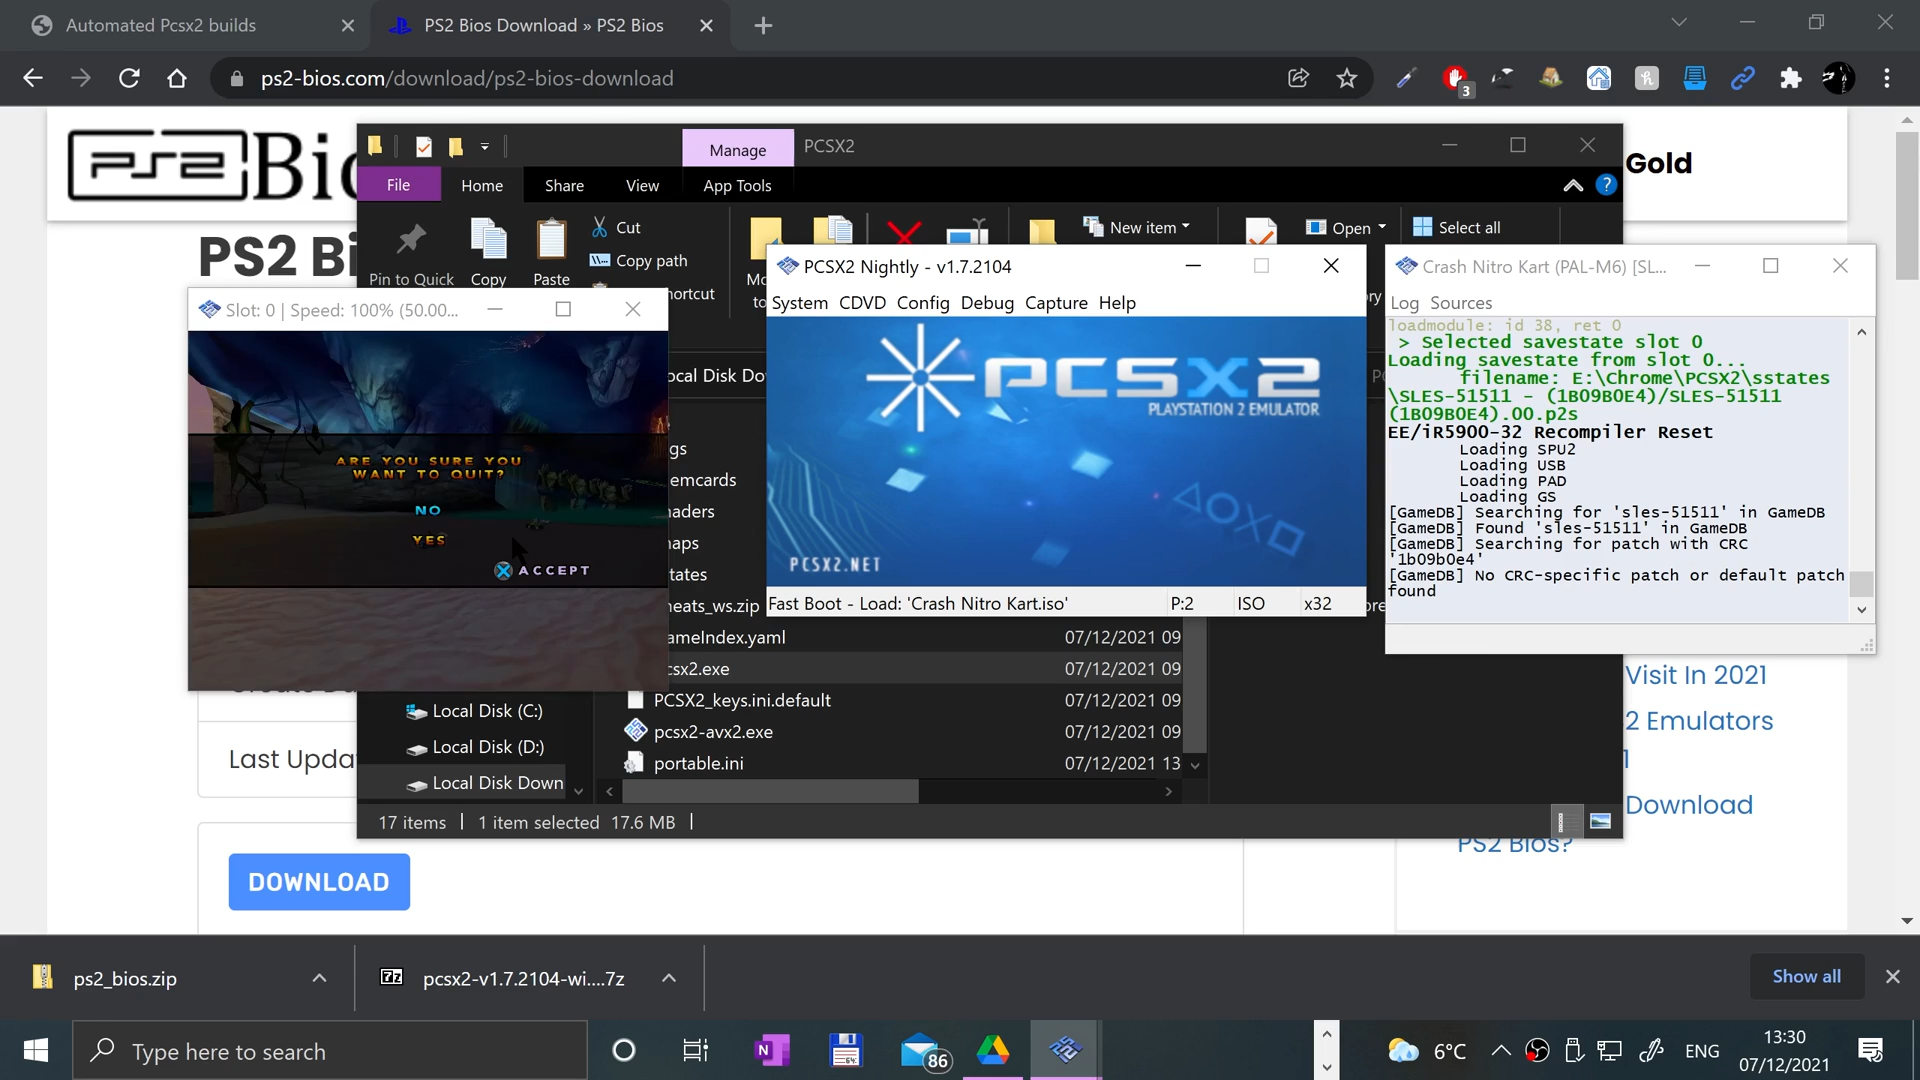 Automated Pcsx2 builds
PS2 Bios Download » PS2 Bios
ps2-bios.com/download/ps2-bios-download
3
PS2 Bio
Gold
PS2 Bi
Manage
PCSX2
File
Home
Share
View
App Tools
Pin to Quick
Copy
Paste
Cut
Copy path
hortcut
Mo
to
New item
Open
Select all
ry
Slot: 0 | Speed: 100% (50.00...
ARE YOU SURE YOU
WANT TO QUIT?
NO
YES
ACCEPT
PCSX2 Nightly - v1.7.2104
System CDVD Config Debug Capture Help
PCSX2
PLAYSTATION 2 EMULATOR
PCSX2.NET
Fast Boot - Load: 'Crash Nitro Kart.iso'
P:2
ISO
x32
Crash Nitro Kart (PAL-M6) [SL...
Log Sources
loadmodule: id 38, ret 0
> Selected savestate slot 0
Loading savestate from slot 0...
filename: E:\Chrome\PCSX2\sstates
\SLES-51511 - (1B09B0E4)/SLES-51511
(1B09B0E4).00.p2s
EE/iR5900-32 Recompiler Reset
Loading SPU2
Loading USB
Loading PAD
Loading GS
[GameDB] Searching for 'sles-51511' in GameDB
[GameDB] Found 'sles-51511' in GameDB
[GameDB] Searching for patch with CRC
'1b09b0e4'
[GameDB] No CRC-specific patch or default patch
found
ocal Disk Do
gs
emcards
aders
aps
tates
eats_ws.zip
ameIndex.yaml 07/12/2021 09
csx2.exe 07/12/2021 09
PCSX2_keys.ini.default 07/12/2021 09
pcsx2-avx2.exe 07/12/2021 09
portable.ini 07/12/2021 13
Local Disk (C:)
Local Disk (D:)
Local Disk Down
17 items
1 item selected 17.6 MB
Last Upda
DOWNLOAD
Visit In 2021
2 Emulators
Download
PS2 Bios?
ps2_bios.zip
pcsx2-v1.7.2104-wi....7z
Show all
Type here to search
N
64
86
6°C
ENG
13:30
07/12/2021